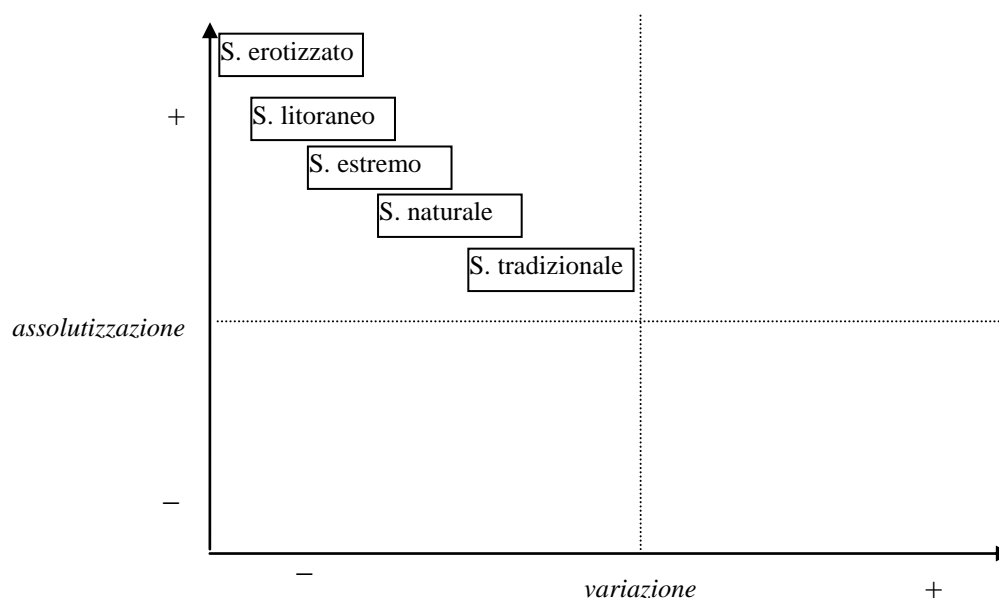 S. erotizzato
+
S. litoraneo
S. estremo
S. naturale
S. tradizionale
assolutizzazione
–
–
variazione
+